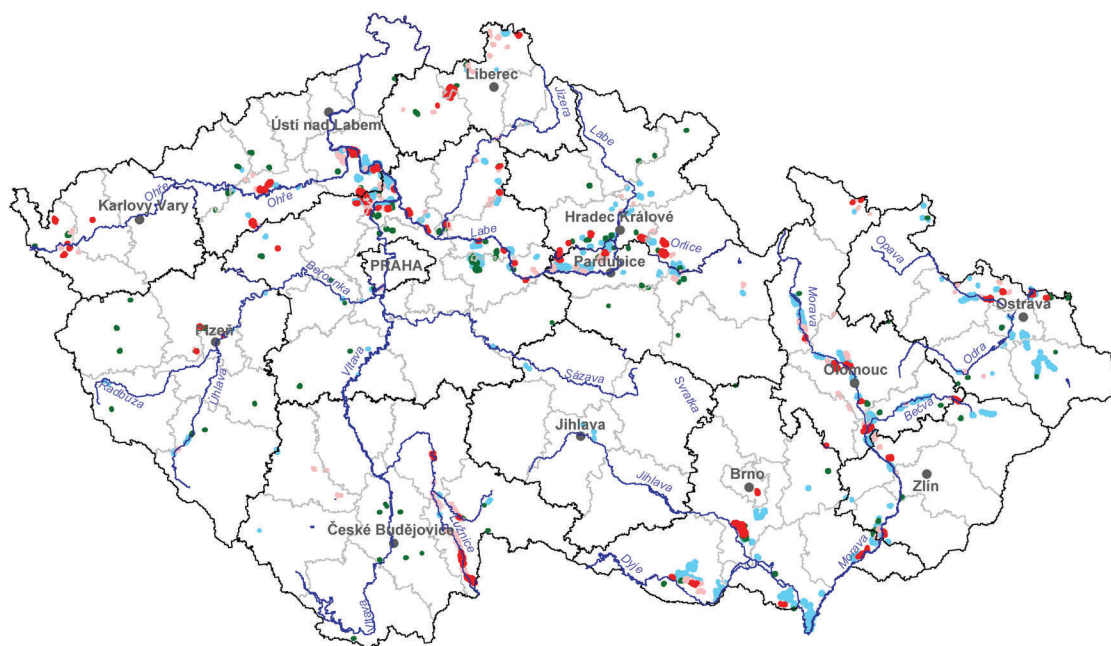 Liberec
Jizera
Labe
Ústí nad Labem
Ohře
Ohře
Karlovy Vary
Hradec Králové
Labe
Orlice
Opava
PRAHA
Pardubice
Berounka
Morava
Ostrava
Plzeň
Vltava
Odra
Olomouc
Radbuza
Úhlava
Sázava
Svratka
Bečva
Jihlava
Jihlava
Brno
Zlín
Lužnice
České Budějovice
Dyje
Morava
Vltava